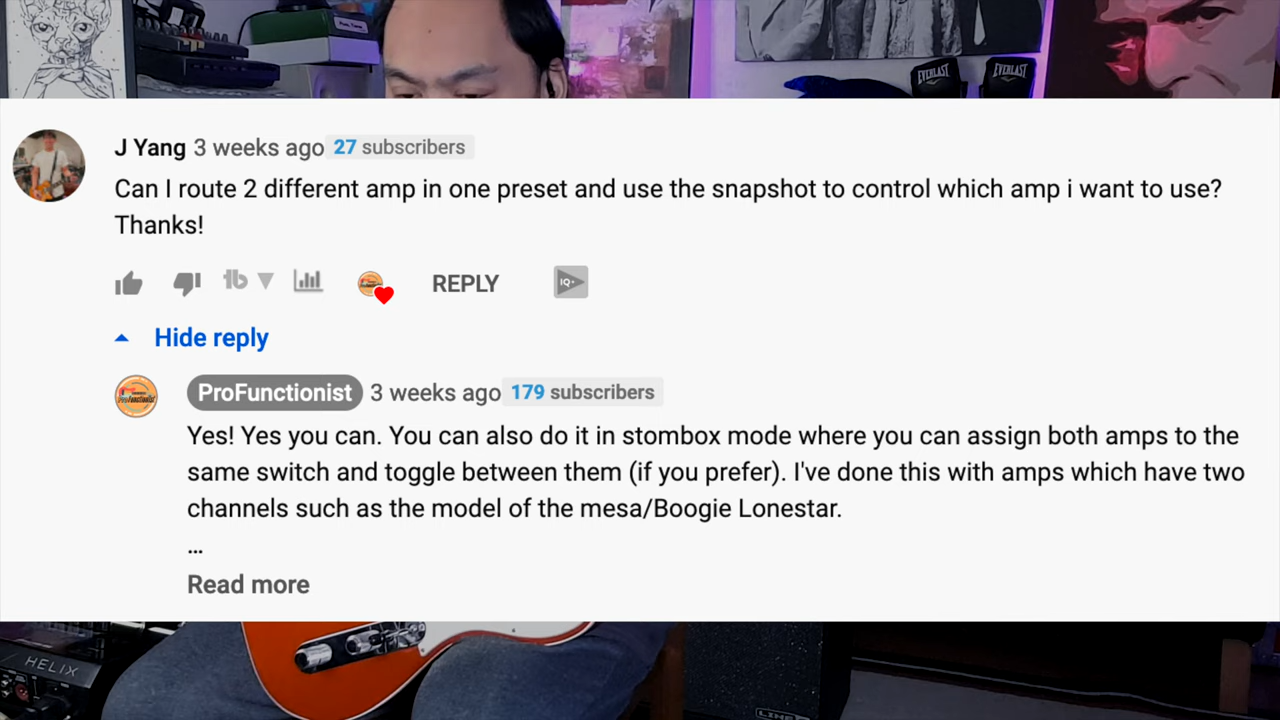 EVERLAST
EVERLAST
J Yang 3 weeks ago 27 subscribers
Can I route 2 different amp in one preset and use the snapshot to control which amp i want to use?
Thanks!
REPLY
IQ+
Hide reply
ProFunctionist 3 weeks ago 179 subscribers
Yes! Yes you can. You can also do it in stombox mode where you can assign both amps to the
same switch and toggle between them (if you prefer). I've done this with amps which have two
channels such as the model of the mesa/Boogie Lonestar.
...
Read more
HELIX
LINE 6